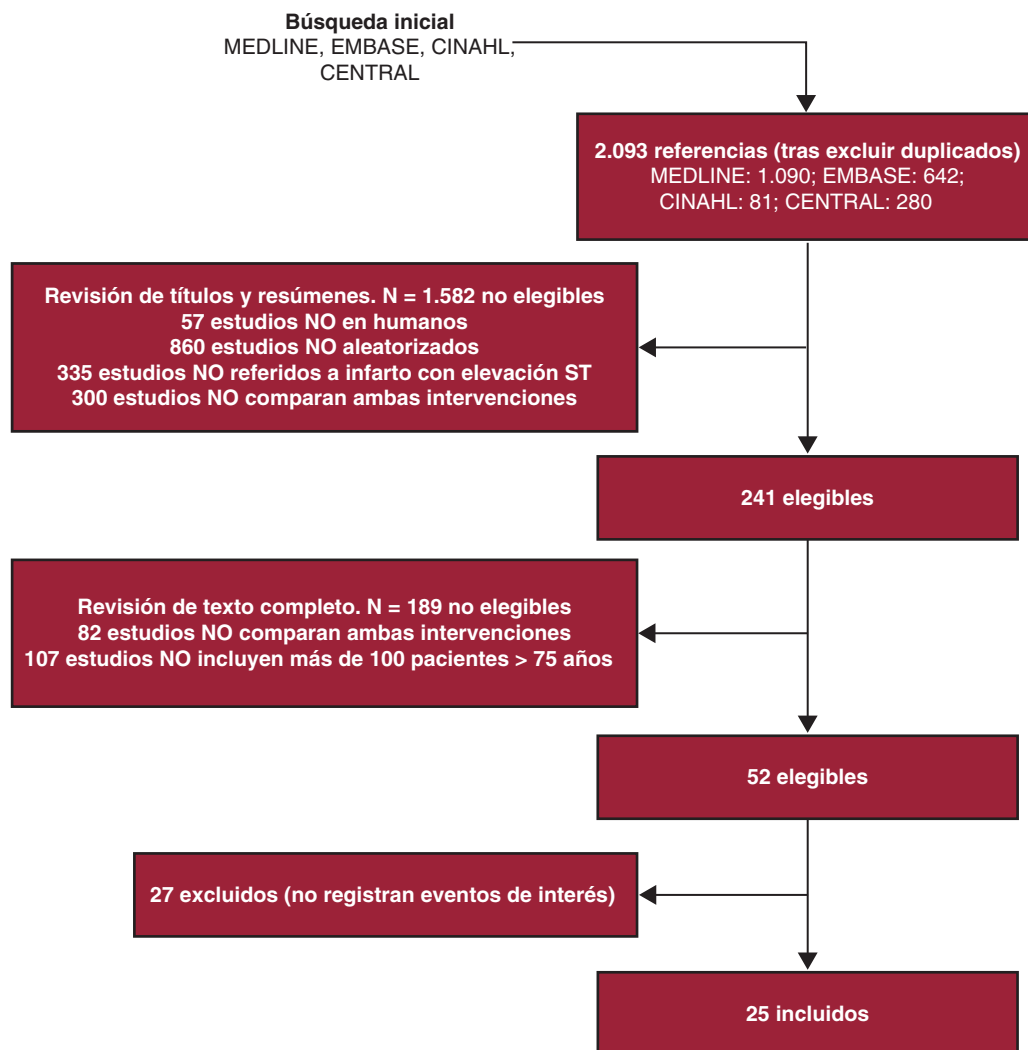 Búsqueda inicial
MEDLINE, EMBASE, CINAHL,
CENTRAL
2.093 referencias (tras excluir duplicados)
MEDLINE: 1.090; EMBASE: 642;
CINAHL: 81; CENTRAL: 280
Revisión de títulos y resúmenes. N = 1.582 no elegibles
57 estudios NO en humanos
860 estudios NO aleatorizados
335 estudios NO referidos a infarto con elevación ST
300 estudios NO comparan ambas intervenciones
241 elegibles
Revisión de texto completo. N = 189 no elegibles
82 estudios NO comparan ambas intervenciones
107 estudios NO incluyen más de 100 pacientes > 75 años
52 elegibles
27 excluidos (no registran eventos de interés)
25 incluidos